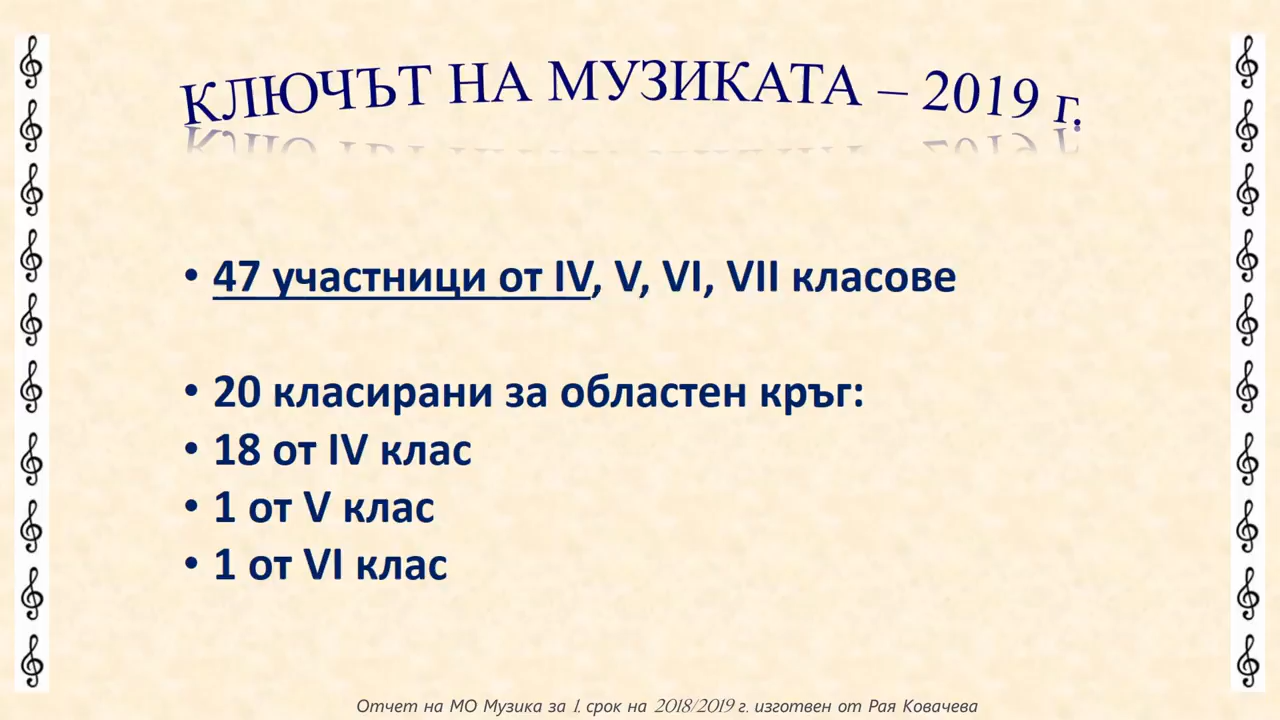 КЛЮЧЪТ НА МУЗИКАТА – 2019 г.
• 47 участници от IV, V, VI, VII класове
• 20 класирани за областен кръг:
• 18 от IV клас
• 1 от V клас
• 1 от VI клас
Отчет на МО Музика за I. срок на 2018/2019 г. изготвен от Рая Ковачева